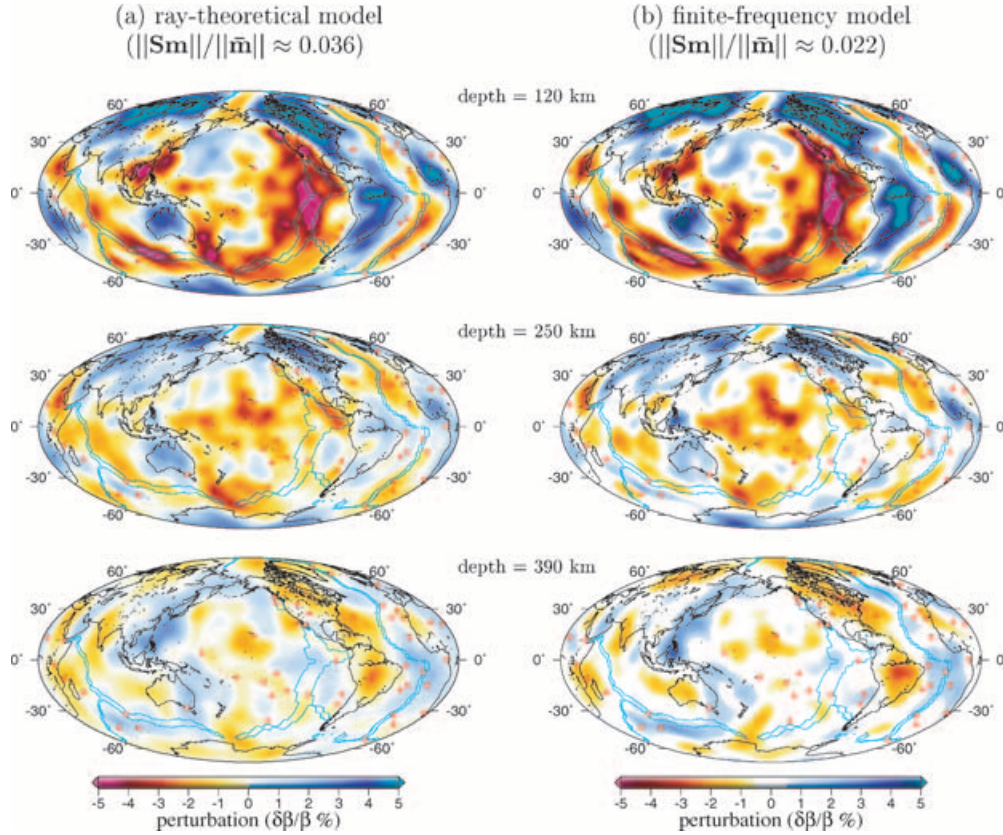 (a) ray-theoretical model
(||Sm||/||m̄|| ≈ 0.036)
(b) finite-frequency model
(||Sm||/||m̄|| ≈ 0.022)
depth = 120 km
60˚ 60˚ 60˚ 60˚
30˚ 30˚ 30˚ 30˚
0˚ 0˚ 0˚ 0˚
-30˚ -30˚ -30˚ -30˚
-60˚ -60˚ -60˚ -60˚
depth = 250 km
60˚ 60˚ 60˚ 60˚
30˚ 30˚ 30˚ 30˚
0˚ 0˚ 0˚ 0˚
-30˚ -30˚ -30˚ -30˚
-60˚ -60˚ -60˚ -60˚
depth = 390 km
60˚ 60˚ 60˚ 60˚
30˚ 30˚ 30˚ 30˚
0˚ 0˚ 0˚ 0˚
-30˚ -30˚ -30˚ -30˚
-60˚ -60˚ -60˚ -60˚
-5 -4 -3 -2 -1 0 1 2 3 4 5
perturbation (δβ/β %)
-5 -4 -3 -2 -1 0 1 2 3 4 5
perturbation (δβ/β %)